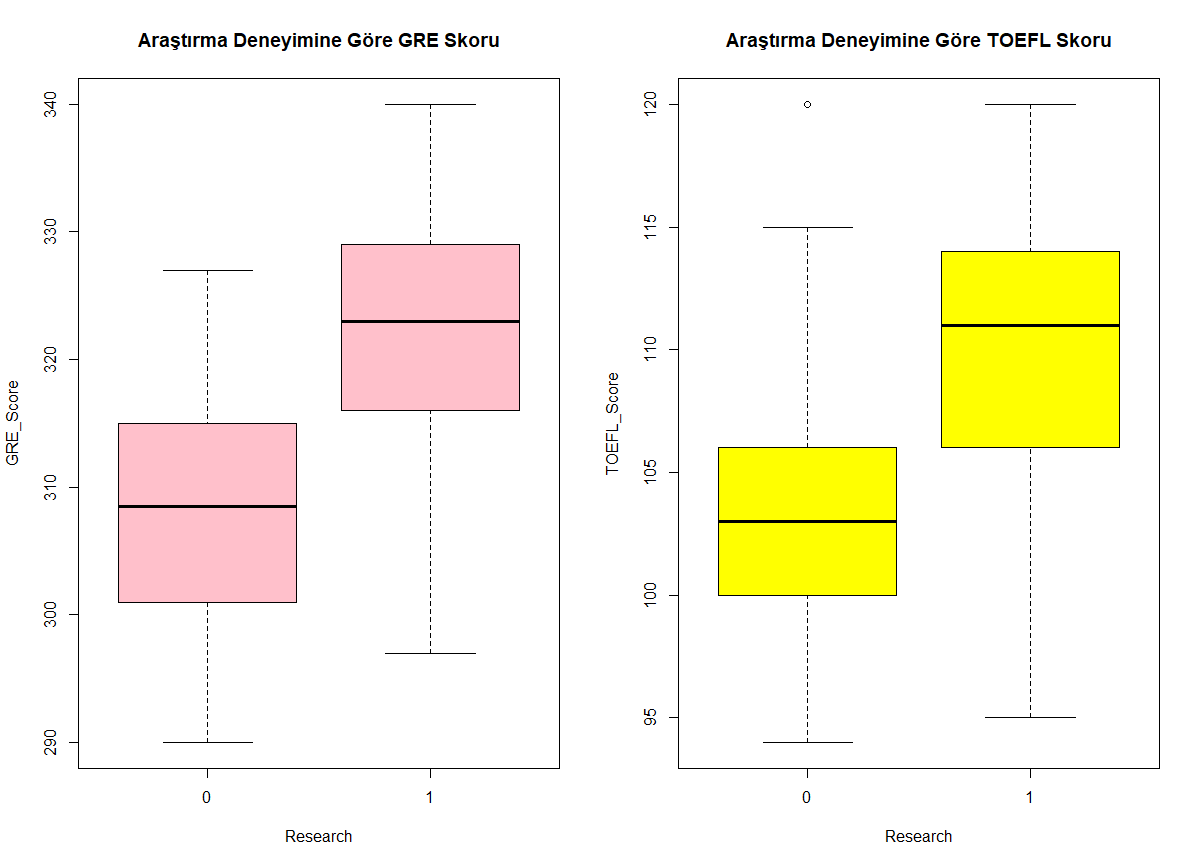 Araştırma Deneyimine Göre GRE Skoru
GRE_Score
340
330
320
310
300
290
0 1
Research
Araştırma Deneyimine Göre TOEFL Skoru
TOEFL_Score
120
115
110
105
100
95
0 1
Research